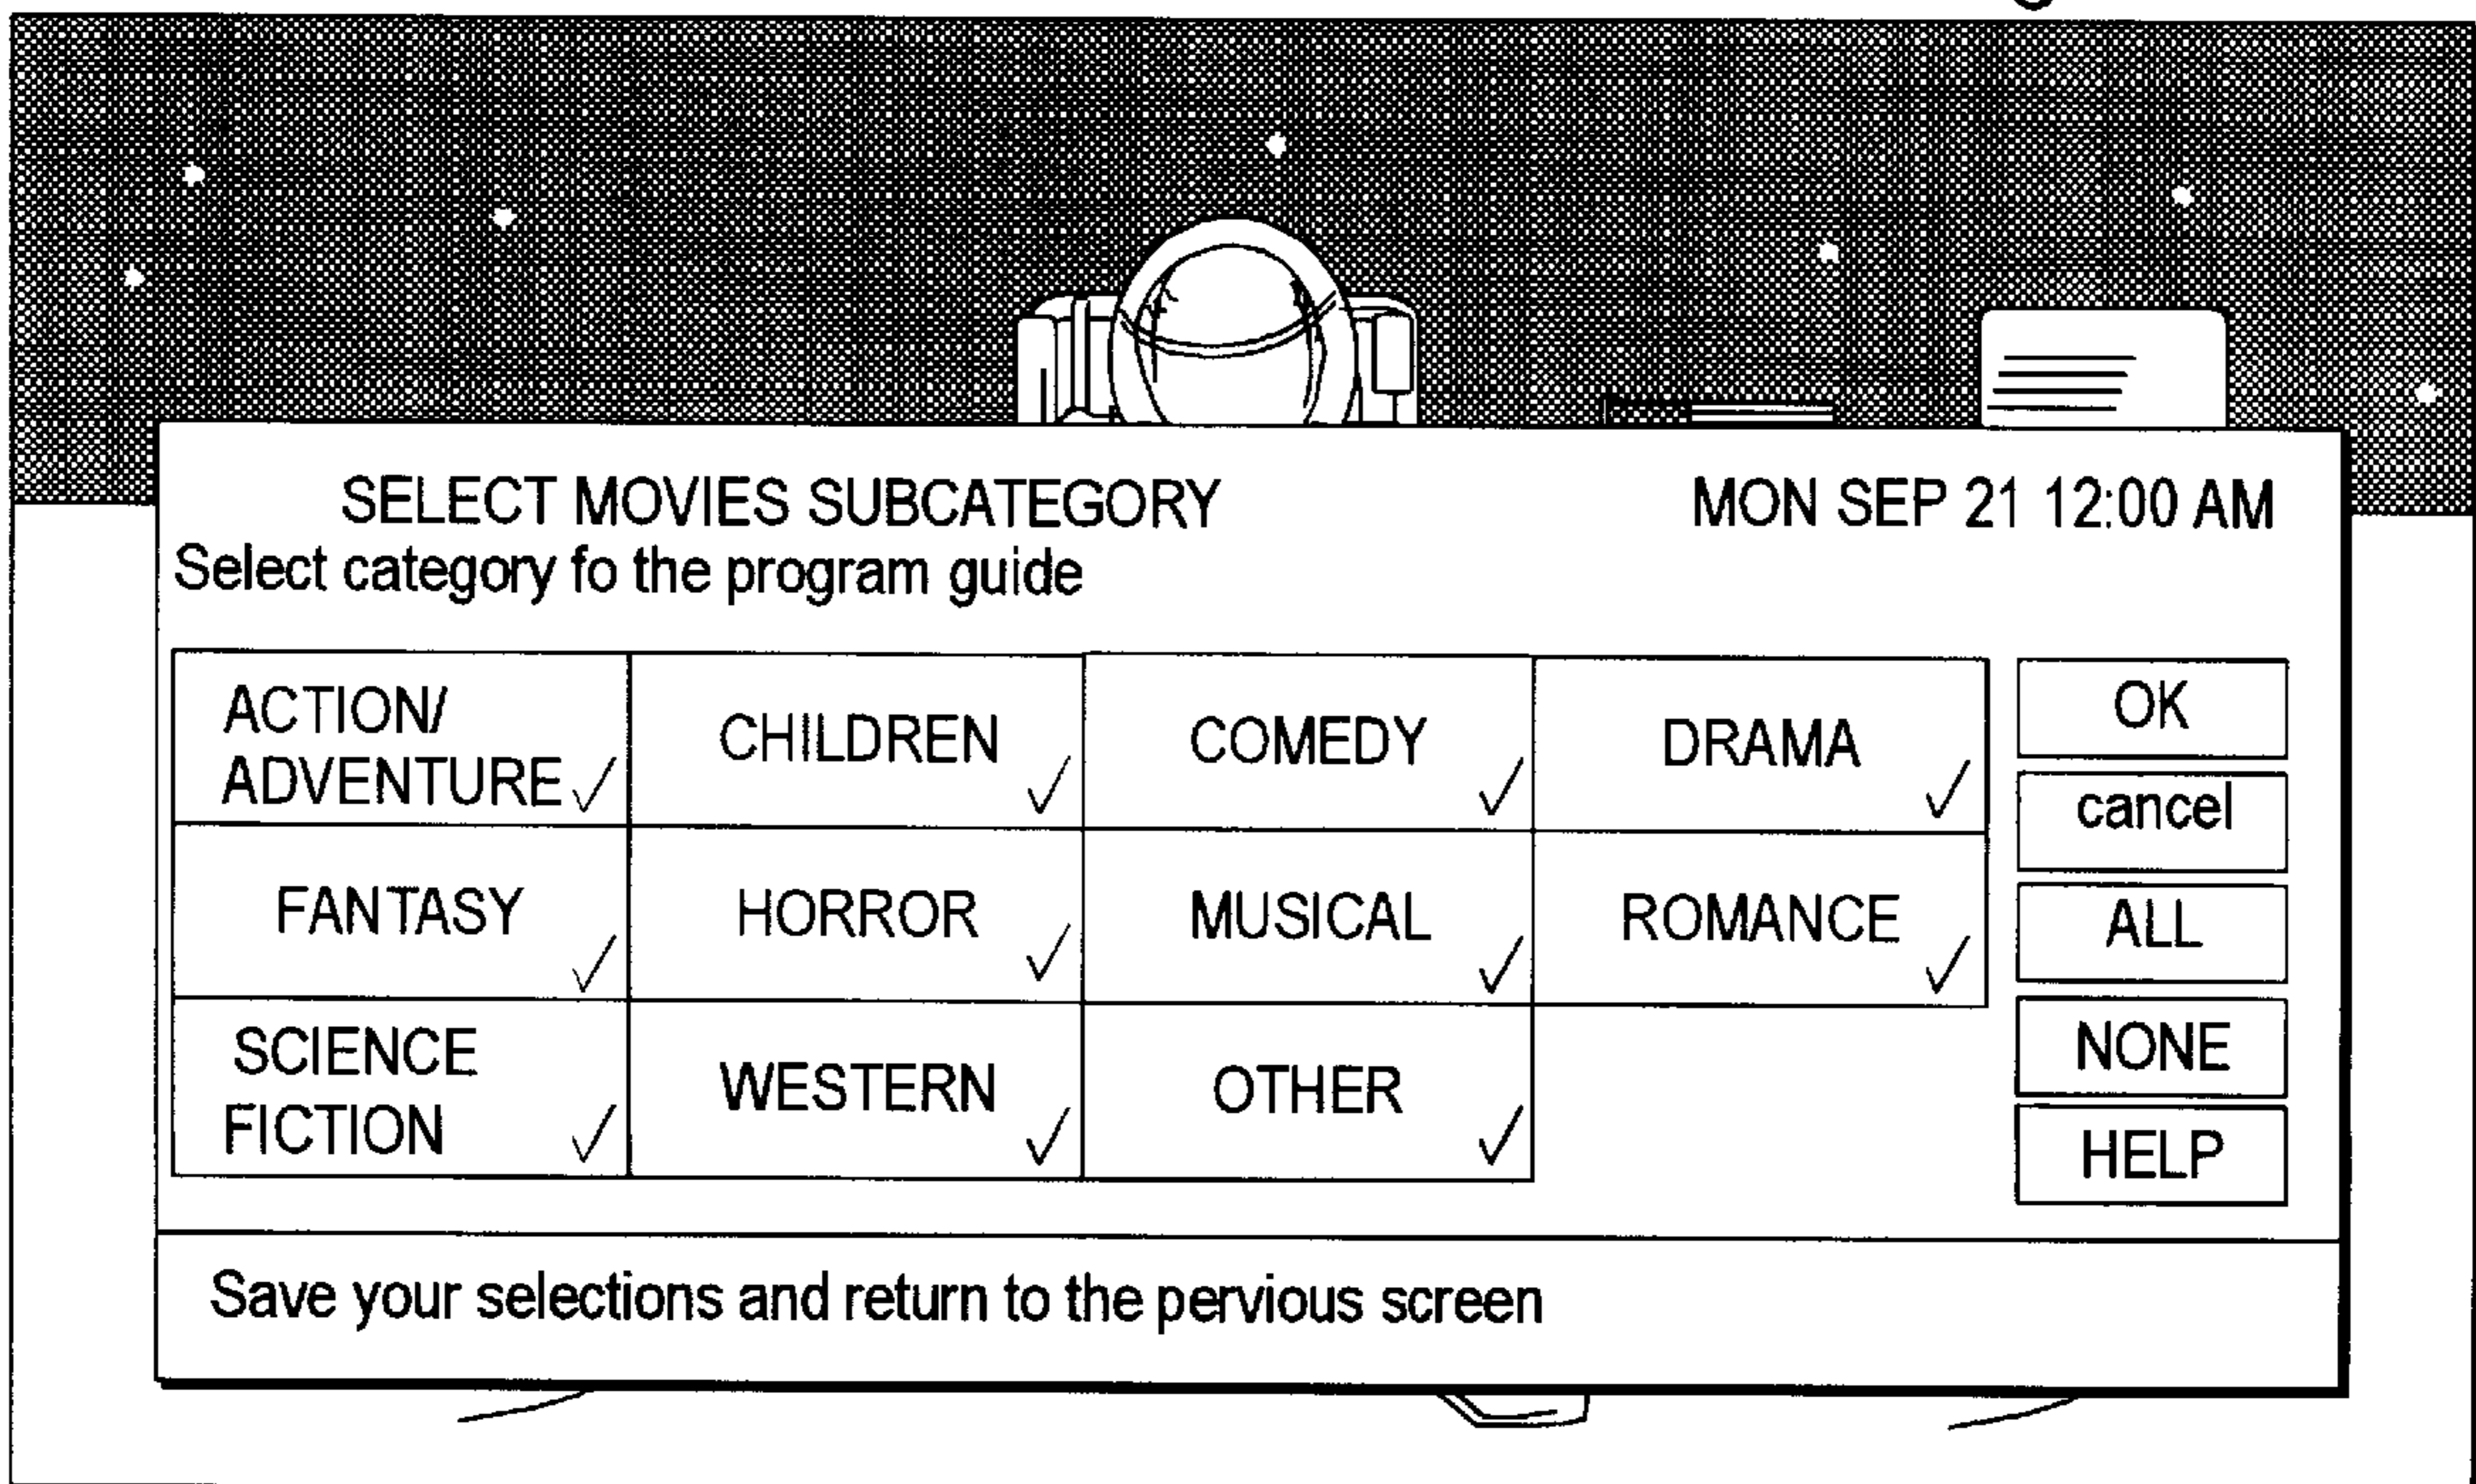 SELECT MOVIES SUBCATEGORY MON SEP 21 12:00 AM
Select category fo the program guide
ACTION/
ADVENTURE
CHILDREN
COMEDY
DRAMA
OK
cancel
FANTASY
HORROR
MUSICAL
ROMANCE
ALL
SCIENCE
FICTION
WESTERN
OTHER
NONE
HELP
Save your selections and return to the pervious screen